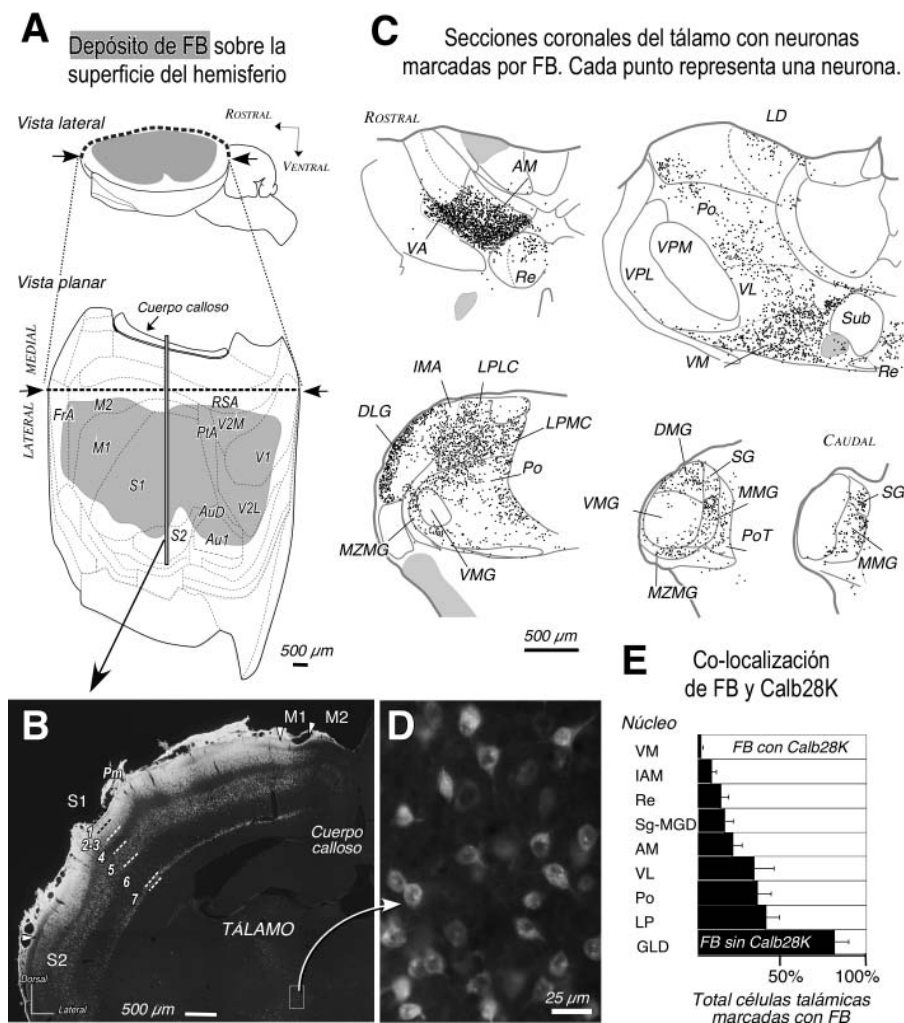 A
Depósito de FB sobre la
superficie del hemisferio
Vista lateral
ROSTRAL
VENTRAL
Vista planar
Cuerpo calloso
MEDIAL
LATERAL
FrA
M2
RSA
V2M
PtA
M1
V1
S1
AuD
V2L
S2
Au1
500 µm
C
Secciones coronales del tálamo con neuronas
marcadas por FB. Cada punto representa una neurona.
ROSTRAL
AM
VA
Re
LD
Po
VPM
VPL
VL
Sub
VM
Re
IMA
LPLC
DLG
LPMC
Po
MZMG
VMG
DMG
SG
VMG
MMG
PoT
MZMG
CAUDAL
SG
MMG
500 µm
B
M1
M2
Pm
S1
1
2-3
4
5
6
7
Cuerpo
calloso
TÁLAMO
S2
Dorsal
Lateral
500 µm
D
25 µm
E
Co-localización
de FB y Calb28K
Núcleo
VM
FB con Calb28K
IAM
Re
Sg-MGD
AM
VL
Po
LP
GLD
FB sin Calb28K
50%
100%
Total células talámicas
marcadas con FB